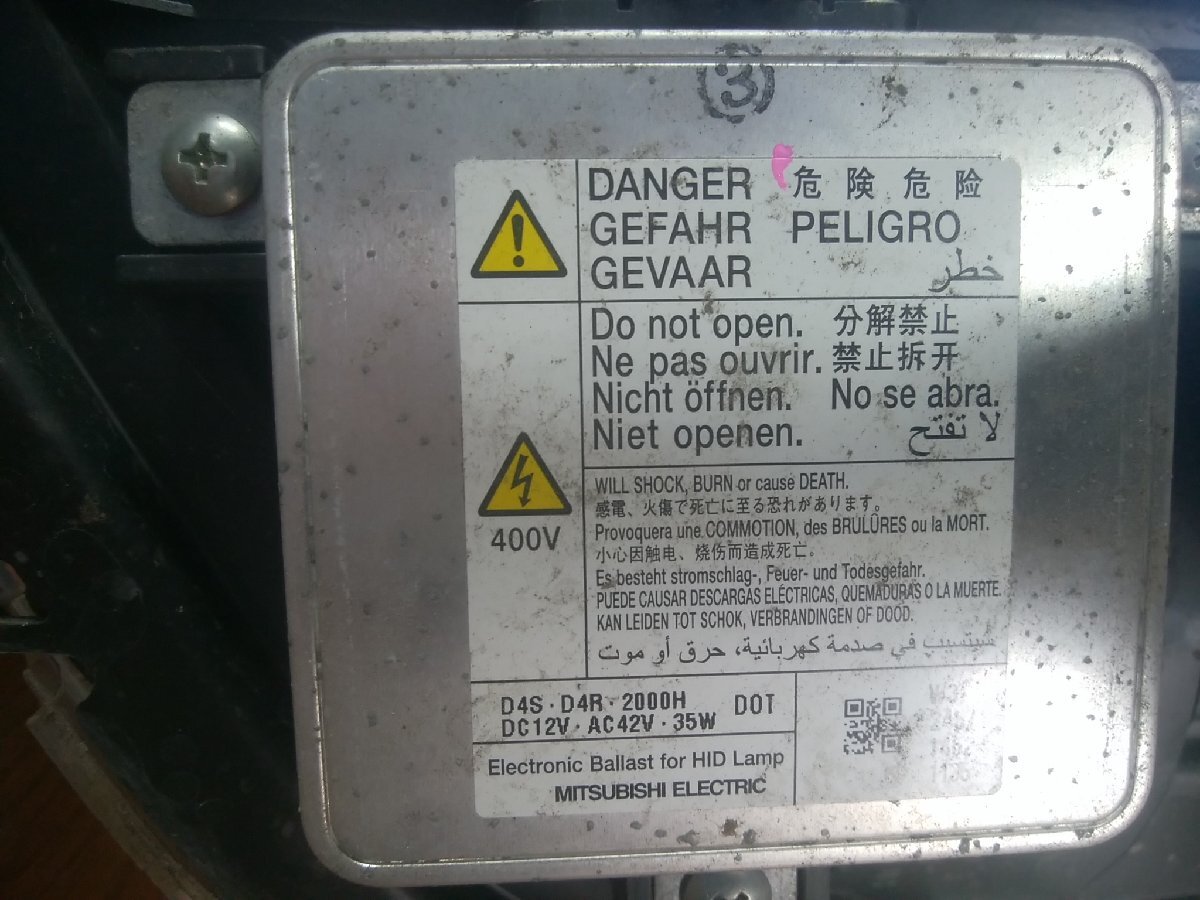 3
DANGER 危険危险
GEFAHR PELIGRO
GEVAAR خطر
Do not open. 分解禁止
Ne pas ouvrir. 禁止拆开
Nicht öffnen. No se abra.
Niet openen. لا تفتح
400V
WILL SHOCK, BURN or cause DEATH.
感電、火傷で死亡に至る恐れがあります。
Provoquera une COMMOTION, des BRULÛRES ou la MORT.
小心因触电、烧伤而造成死亡。
Es besteht stromschlag-, Feuer- und Todesgefahr.
PUEDE CAUSAR DESCARGAS ELÉCTRICAS, QUEMADURAS O LA MUERTE.
KAN LEIDEN TOT SCHOK, VERBRANDINGEN OF DOOD.
سيتسبب في صدمة كهربائية، حرق أو موت
D4S · D4R · 2000H DOT
DC12V · AC42V · 35W
Electronic Ballast for HID Lamp
MITSUBISHI ELECTRIC